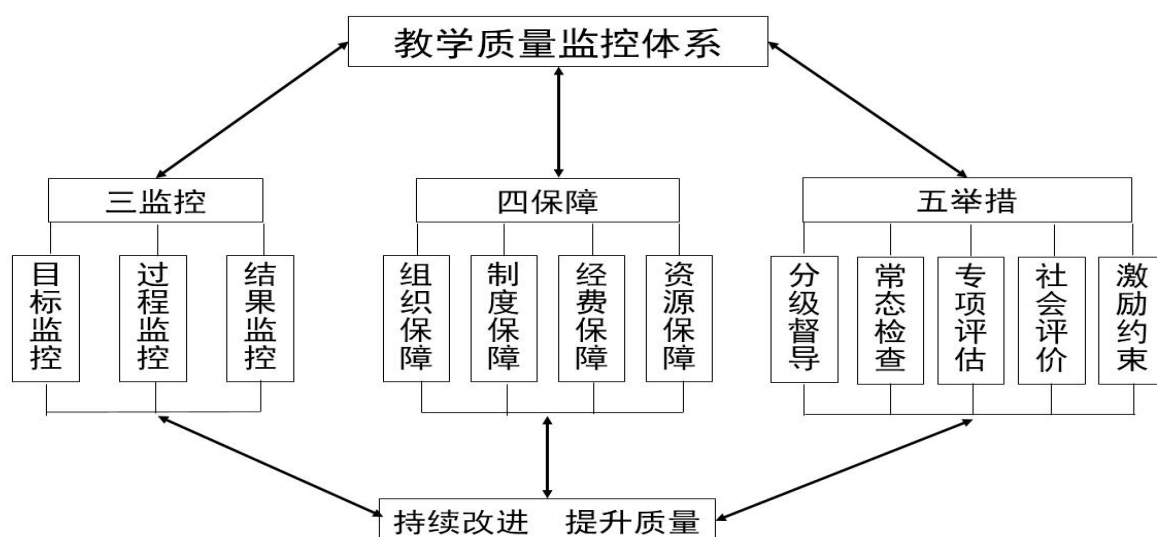 教学质量监控体系
三监控
四保障
五举措
目标监控
过程监控
结果监控
组织保障
制度保障
经费保障
资源保障
分级督导
常态检查
专项评估
社会评价
激励约束
持续改进 提升质量